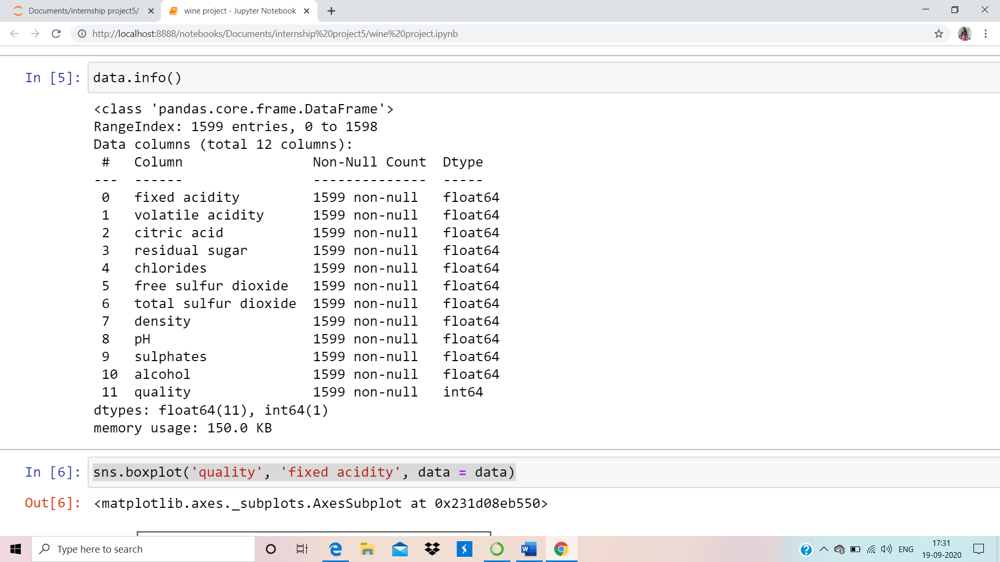 Documents/internship project5/
wine project - Jupyter Notebook
http://localhost:8888/notebooks/Documents/internship%20project5/wine%20project.ipynb
In [5]: data.info()
<class 'pandas.core.frame.DataFrame'>
RangeIndex: 1599 entries, 0 to 1598
Data columns (total 12 columns):
# Column Non-Null Count Dtype
--- ------ -------------- -----
0 fixed acidity 1599 non-null float64
1 volatile acidity 1599 non-null float64
2 citric acid 1599 non-null float64
3 residual sugar 1599 non-null float64
4 chlorides 1599 non-null float64
5 free sulfur dioxide 1599 non-null float64
6 total sulfur dioxide 1599 non-null float64
7 density 1599 non-null float64
8 pH 1599 non-null float64
9 sulphates 1599 non-null float64
10 alcohol 1599 non-null float64
11 quality 1599 non-null int64
dtypes: float64(11), int64(1)
memory usage: 150.0 KB
In [6]: sns.boxplot('quality', 'fixed acidity', data = data)
Out[6]: <matplotlib.axes._subplots.AxesSubplot at 0x231d08eb550>
Type here to search
ENG
17:31
19-09-2020